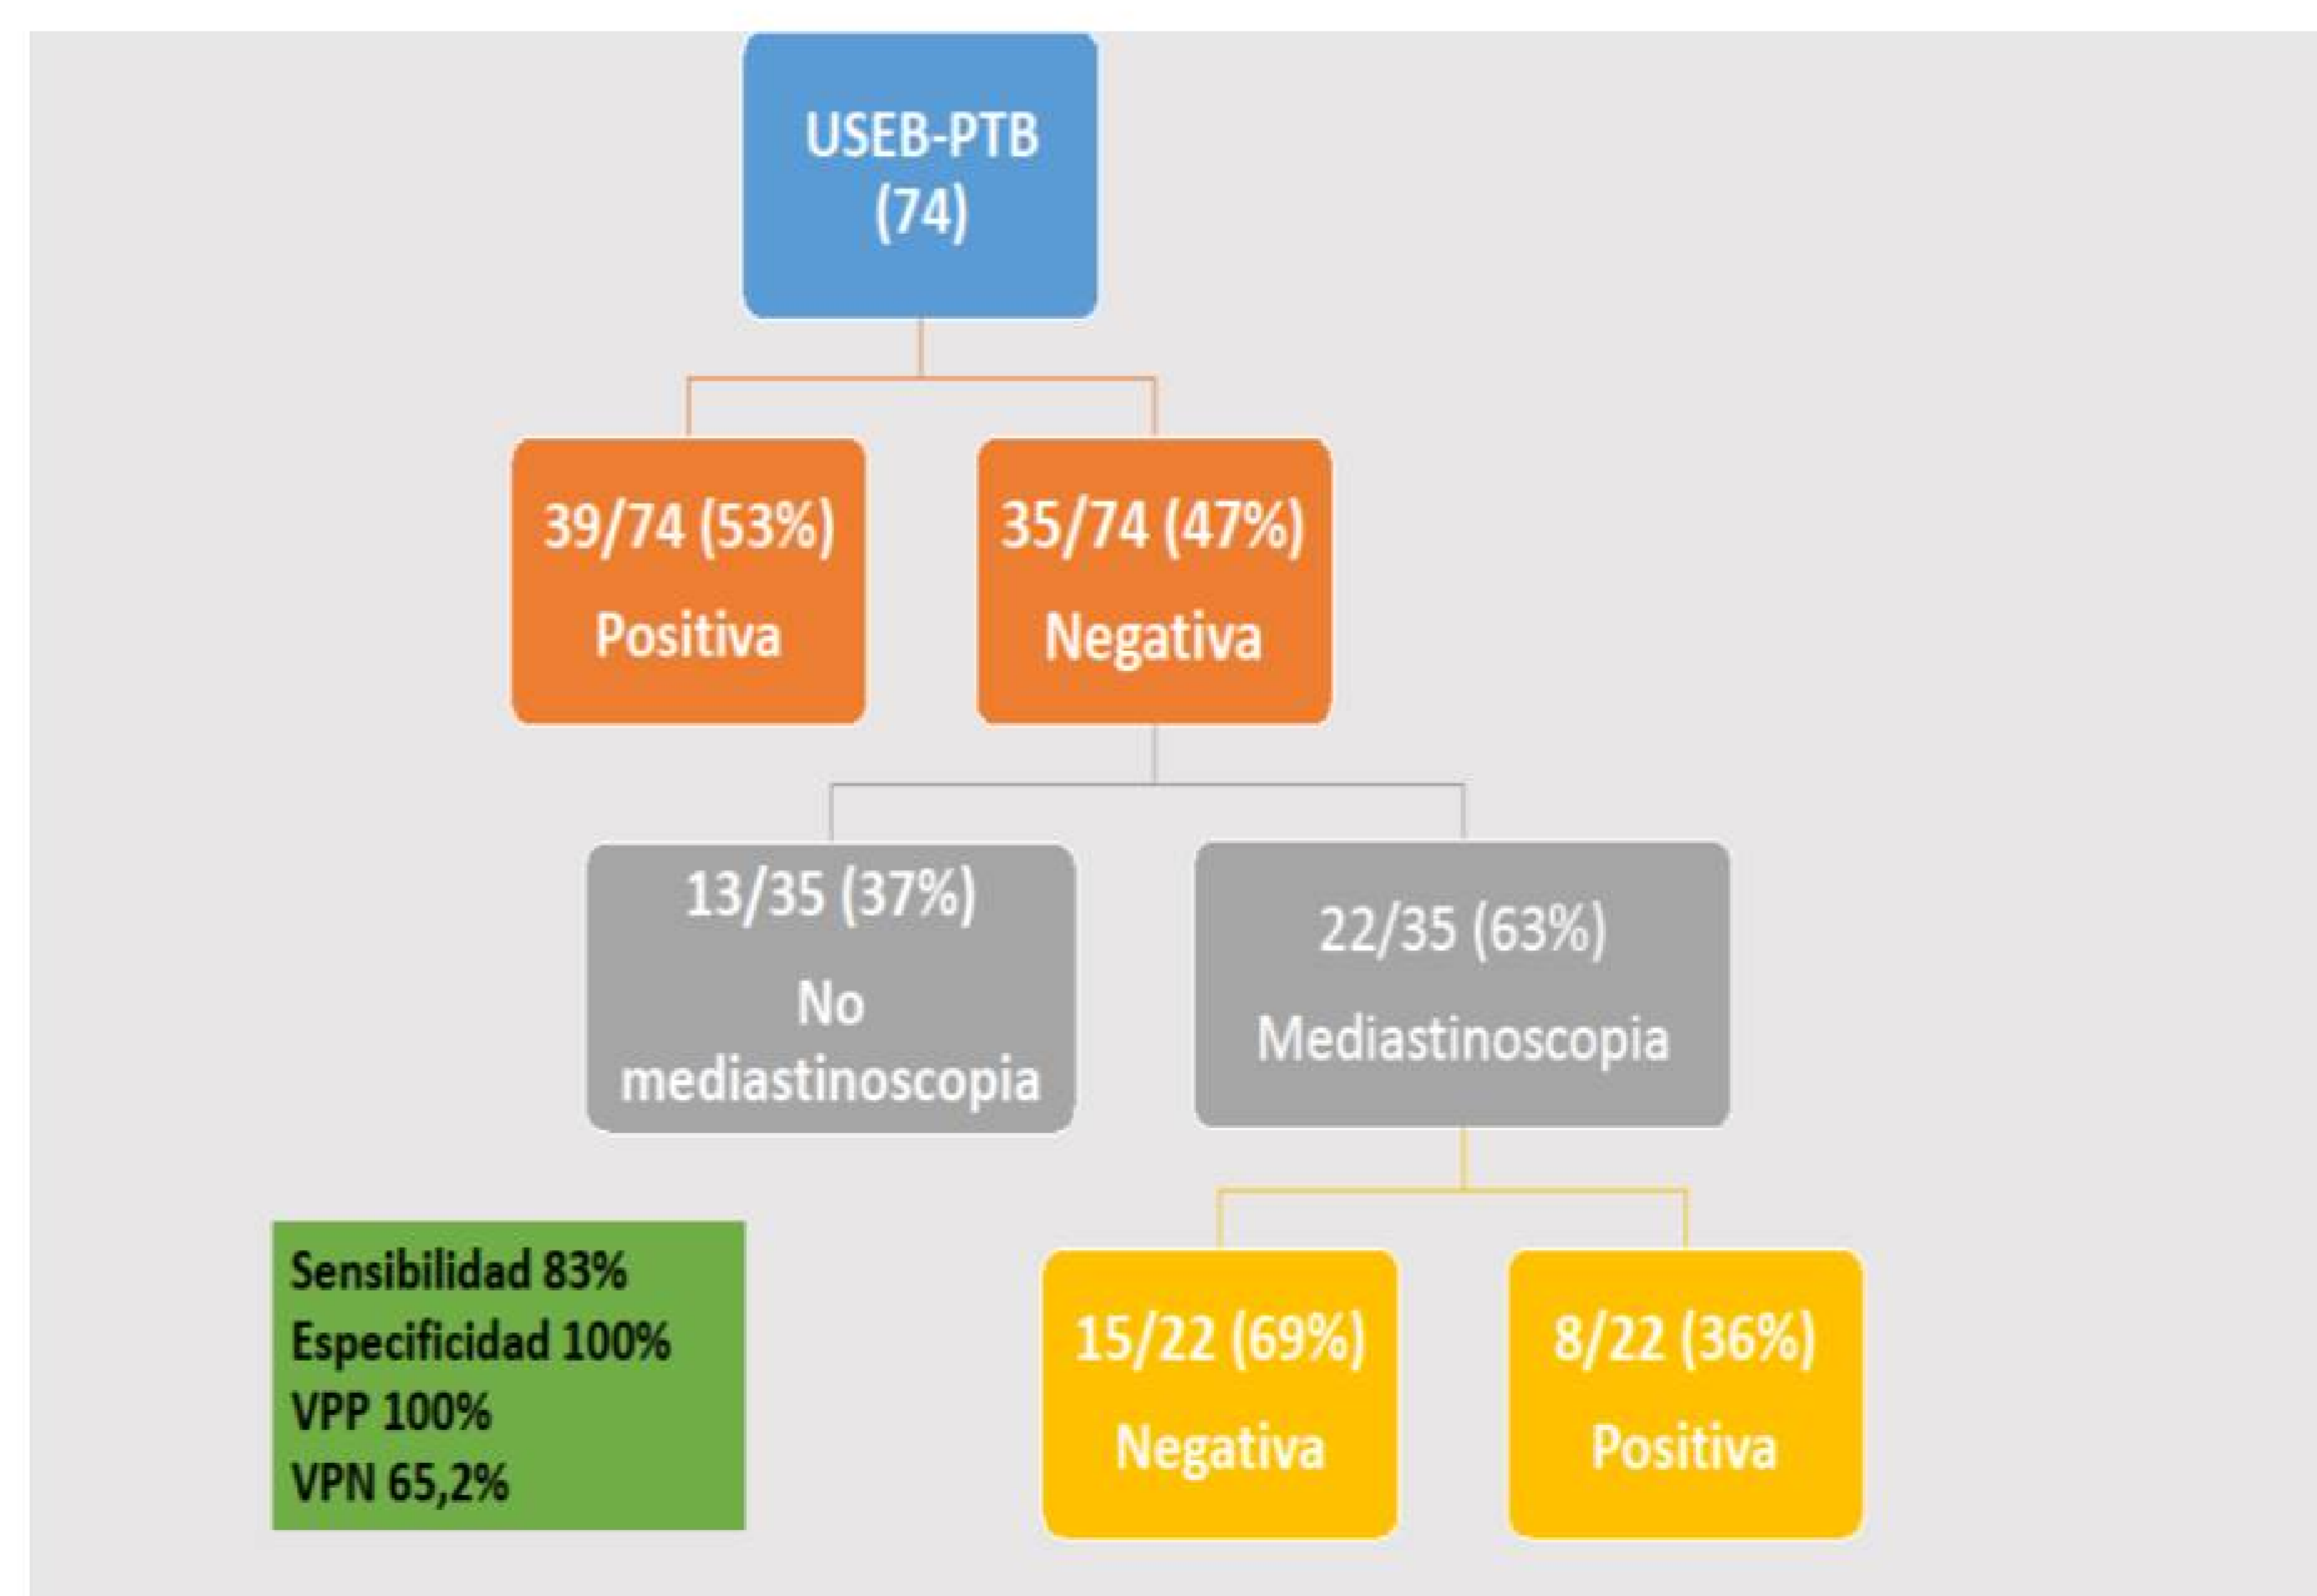 USEB-PTB
(74)
39/74 (53%)
Positiva
35/74 (47%)
Negativa
13/35 (37%)
No
mediastinoscopia
22/35 (63%)
Mediastinoscopia
Sensibilidad 83%
Especificidad 100%
VPP 100%
VPN 65,2%
15/22 (69%)
Negativa
8/22 (36%)
Positiva